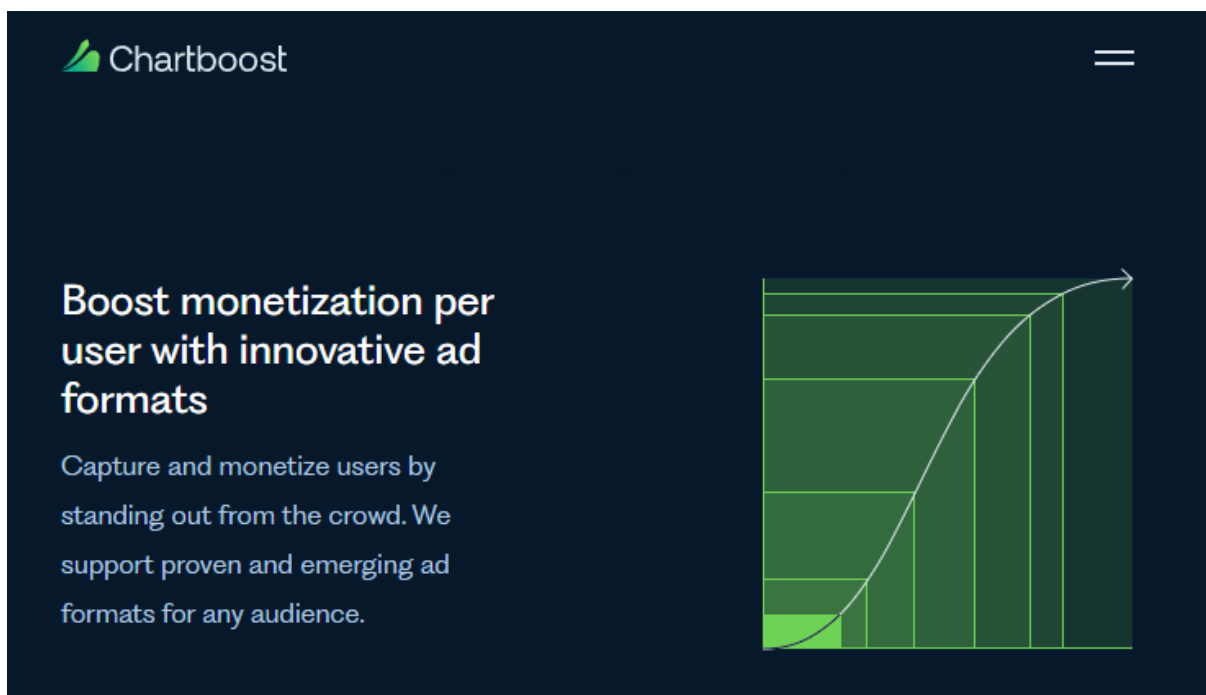 Chartboost
Boost monetization per
user with innovative ad
formats
Capture and monetize users by
standing out from the crowd. We
support proven and emerging ad
formats for any audience.